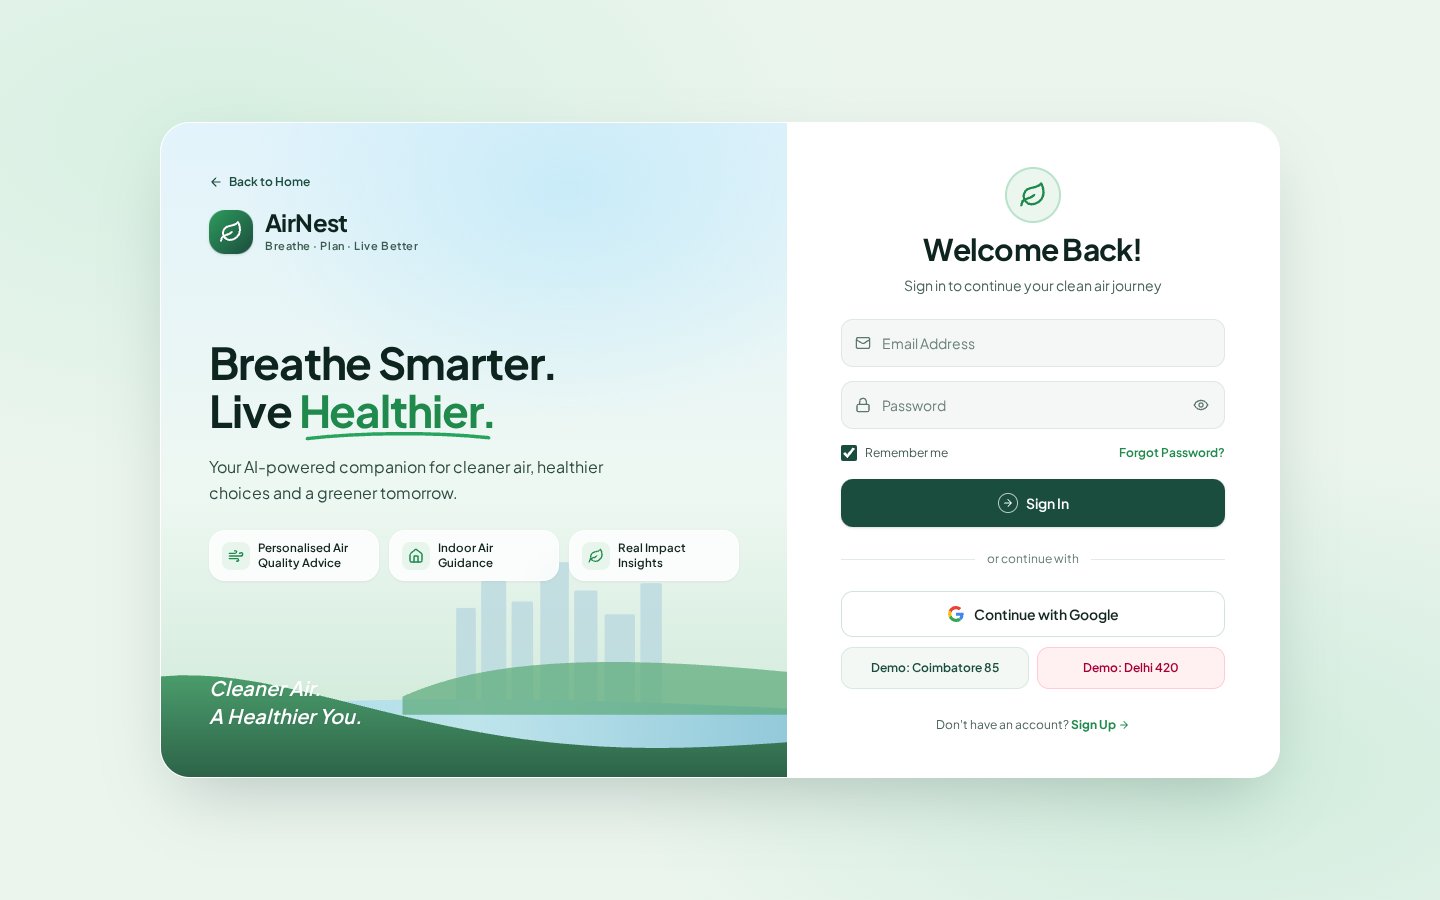 Back to Home
AirNest
Breathe · Plan · Live Better
Breathe Smarter.
Live Healthier.
Your AI-powered companion for cleaner air, healthier
choices and a greener tomorrow.
Personalised Air
Quality Advice
Indoor Air
Guidance
Real Impact
Insights
Cleaner Air.
A Healthier You.
Welcome Back!
Sign in to continue your clean air journey
Email Address
Password
Remember me
Forgot Password?
Sign In
or continue with
Continue with Google
Demo: Coimbatore 85
Demo: Delhi 420
Don't have an account? Sign Up →